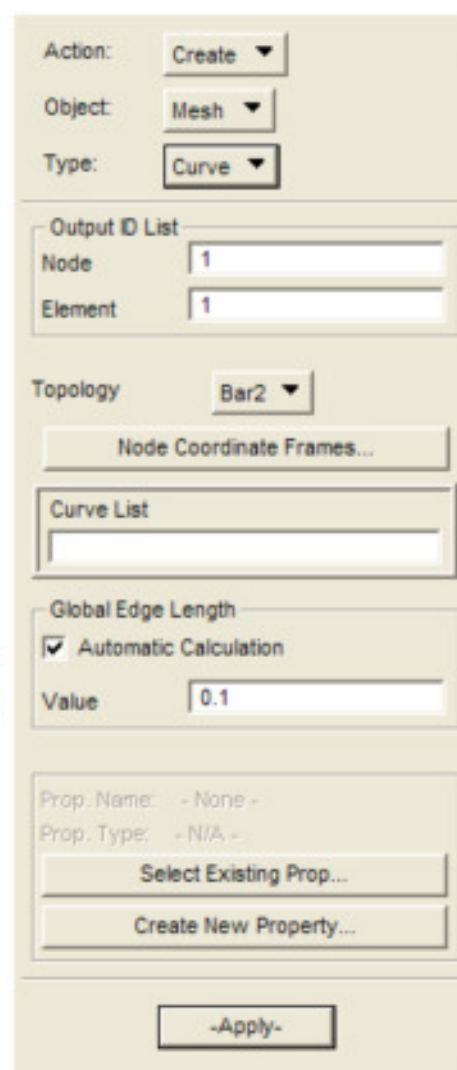 Action: Create
Object: Mesh
Type: Curve
Output ID List
Node 1
Element 1
Topology Bar2
Node Coordinate Frames...
Curve List
Global Edge Length
Automatic Calculation
Value 0.1
Prop. Name: - None -
Prop. Type: - N/A -
Select Existing Prop...
Create New Property...
-Apply-